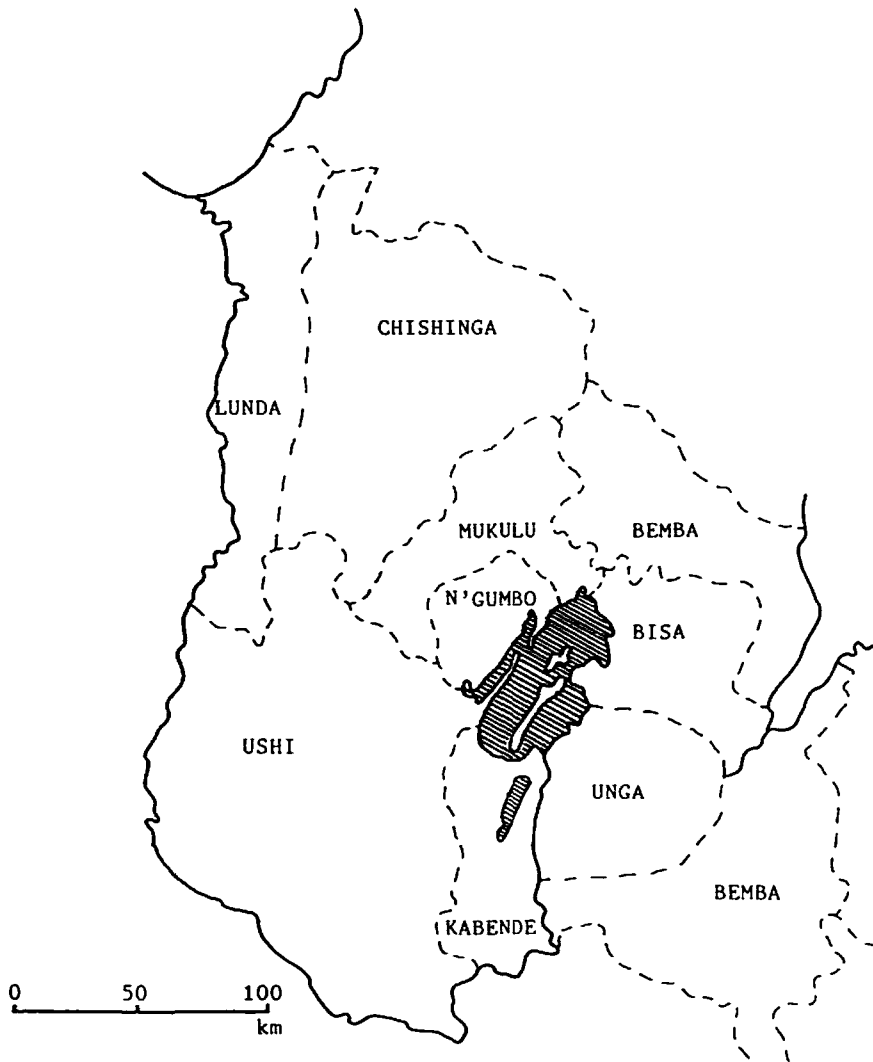 CHISHINGA
LUNDA
MUKULU
BEMBA
N'GUMBO
BISA
USHI
UNGA
BEMBA
KABENDE
0 50 100
km